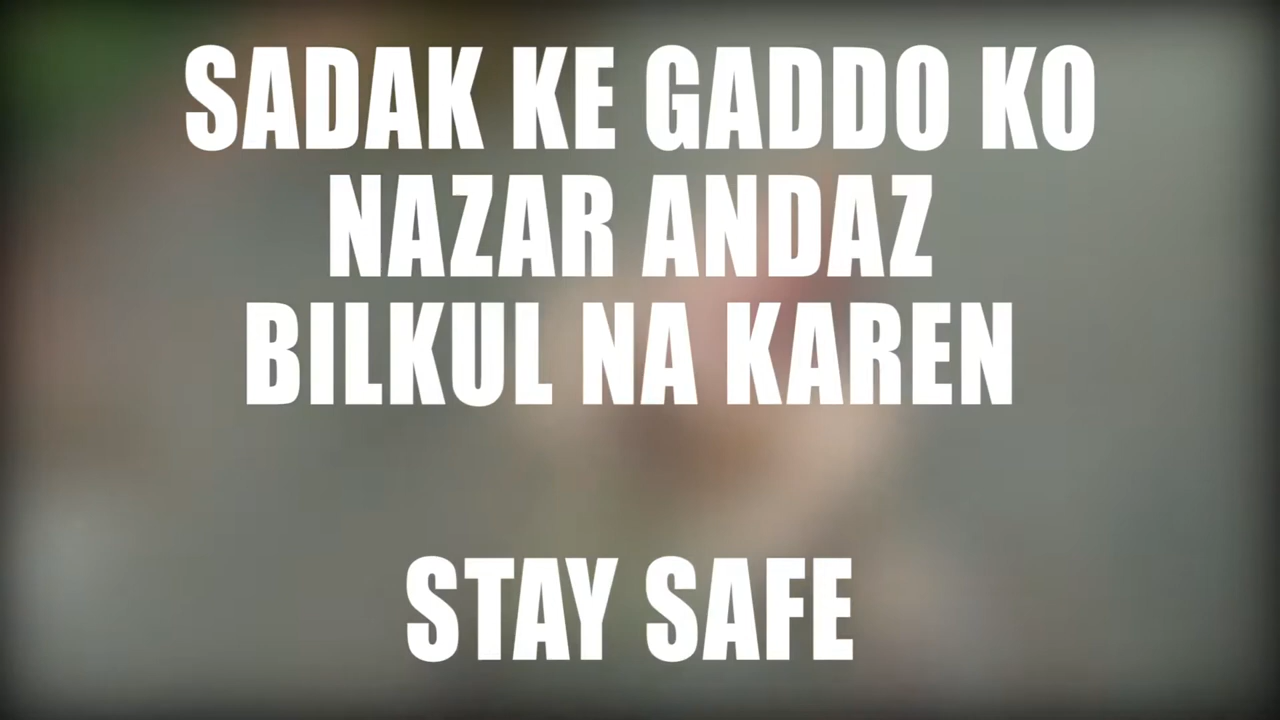 SADAK KE GADDO KO
NAZAR ANDAZ
BILKUL NA KAREN
STAY SAFE